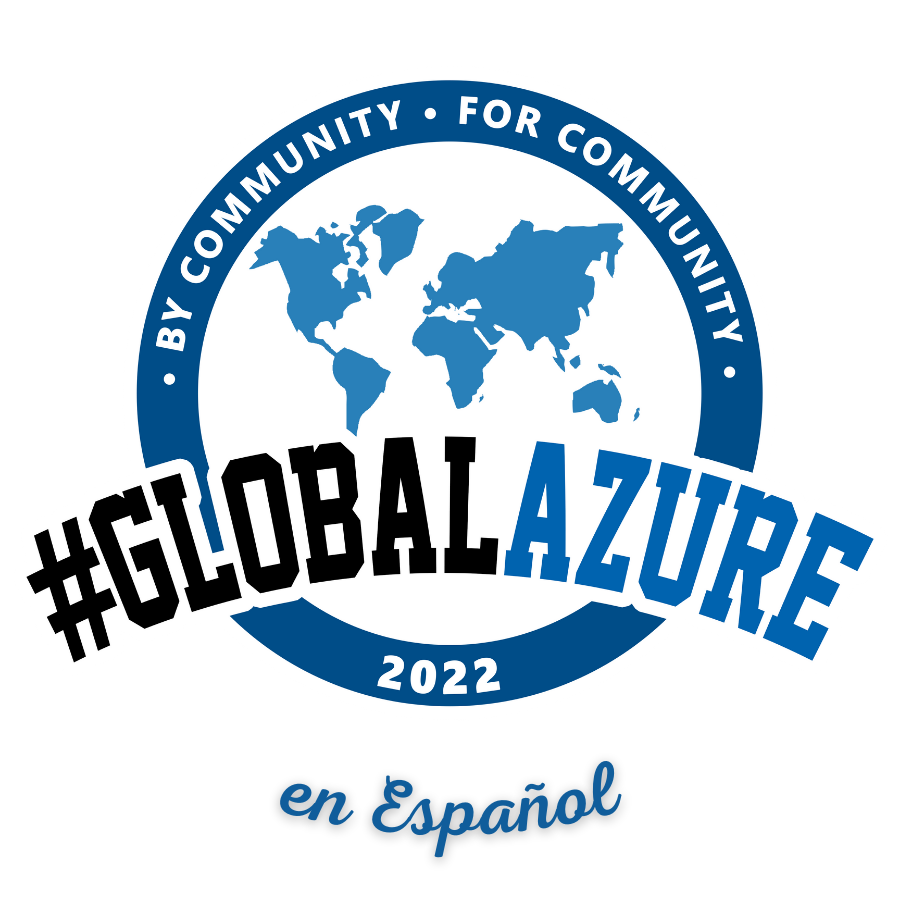 • BY COMMUNITY • FOR COMMUNITY •
#GLOBALAZURE
2022
en Español